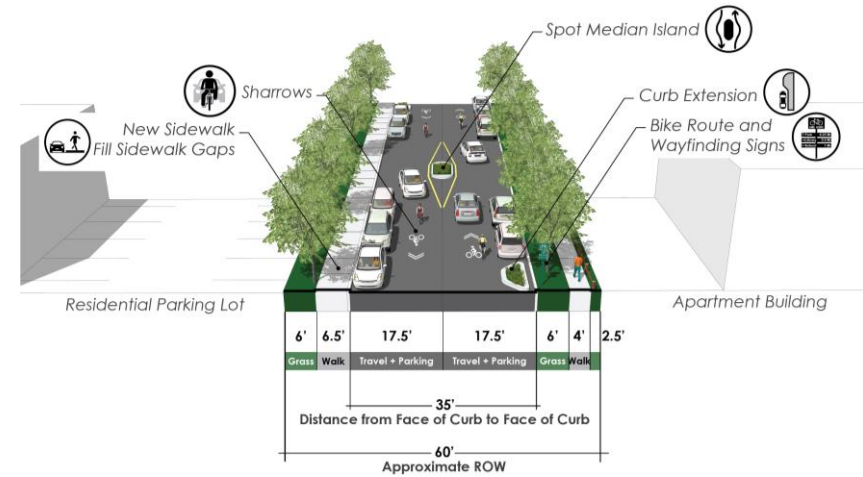 Spot Median Island
Sharrows
Curb Extension
New Sidewalk
Fill Sidewalk Gaps
Bike Route and
Wayfinding Signs
Residential Parking Lot
Apartment Building
6' 6.5' 17.5' 17.5' 6' 4' 2.5'
Grass Walk Travel + Parking Travel + Parking Grass Walk
35'
Distance from Face of Curb to Face of Curb
60'
Approximate ROW